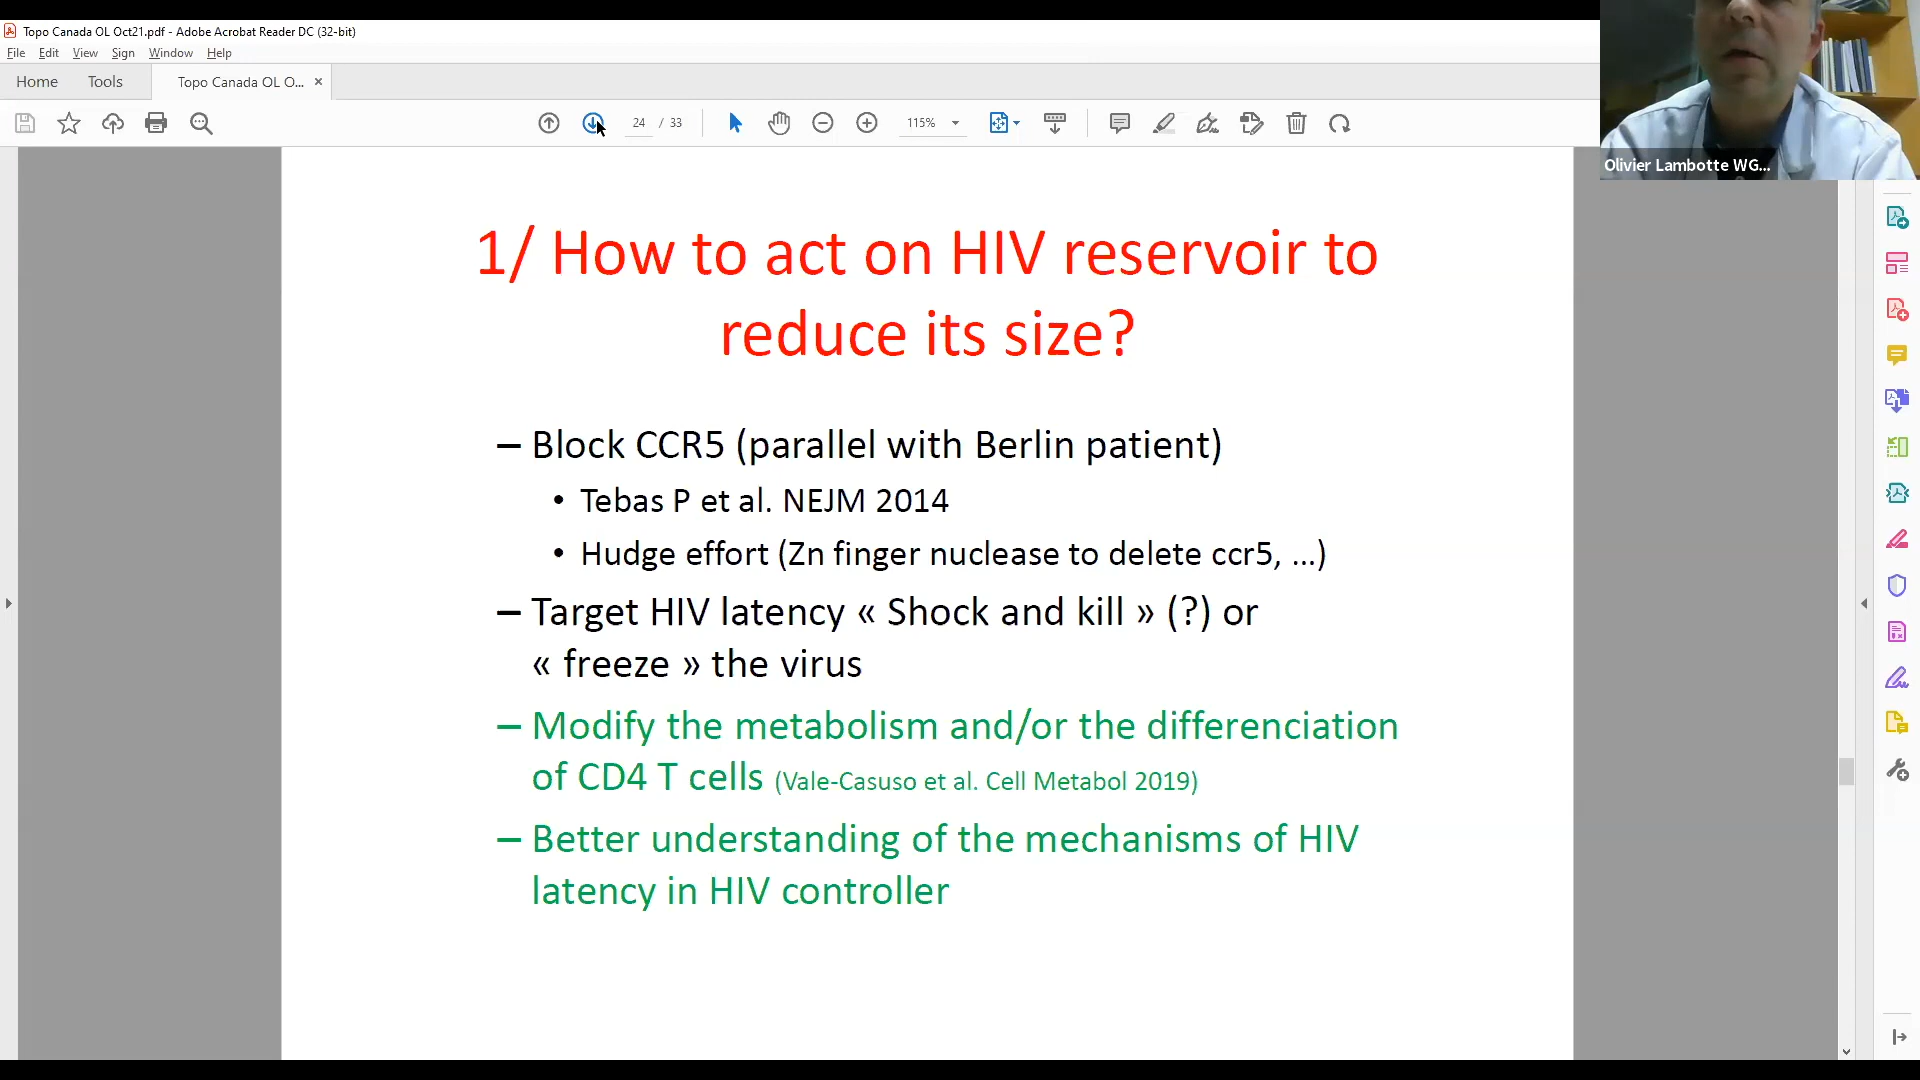 Topo Canada OL Oct21.pdf - Adobe Acrobat Reader DC (32-bit)
File Edit View Sign Window Help
Home Tools Topo Canada OL O... ×
24 / 33 115%
Olivier Lambotte WG...
1/ How to act on HIV reservoir to
reduce its size?
– Block CCR5 (parallel with Berlin patient)
• Tebas P et al. NEJM 2014
• Hudge effort (Zn finger nuclease to delete ccr5, ...)
– Target HIV latency « Shock and kill » (?) or
« freeze » the virus
– Modify the metabolism and/or the differenciation
of CD4 T cells (Vale-Casuso et al. Cell Metabol 2019)
– Better understanding of the mechanisms of HIV
latency in HIV controller